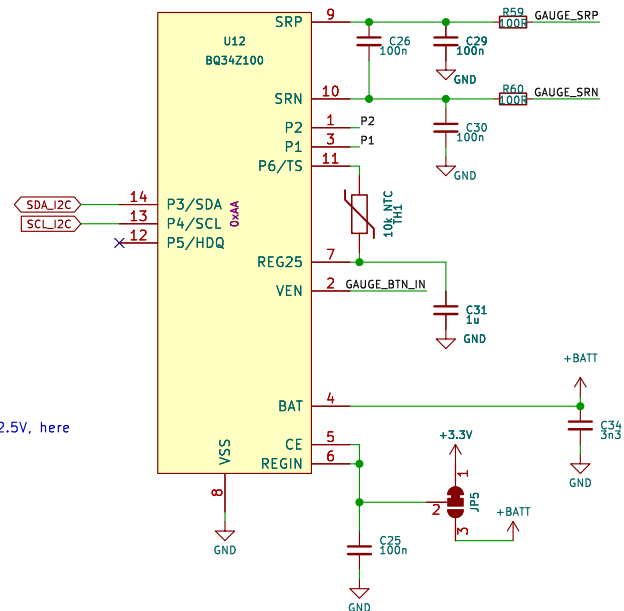 SRP
9
R59
GAUGE_SRP
100R
U12
BQ34Z100
C26
100n
C29
100n
GND
SRN
10
R60
GAUGE_SRN
100R
P2
1
P2
C30
100n
P1
3
P1
P6/TS
11
GND
SDA_I2C
14
P3/SDA
SCL_I2C
13
P4/SCL
12
P5/HDQ
0xAA
10k NTC
TH1
REG25
7
VEN
2
GAUGE_BTN_IN
C31
1u
GND
+BATT
BAT
4
C34
3n3
2.5V, here
GND
CE
5
REGIN
6
VSS
8
GND
+3.3V
1
2
JP5
3
+BATT
C25
100n
GND